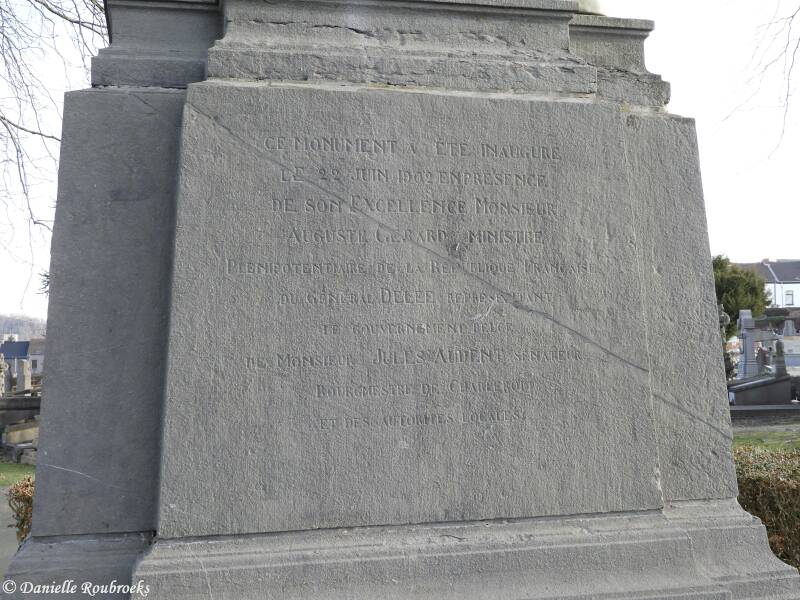 CE MONUMENT A ÉTÉ INAUGURÉ
LE 22 JUIN 1902 EN PRÉSENCE
DE SON EXCELLENCE MONSIEUR
AUGUSTE GÉRARD MINISTRE
PLÉNIPOTENTIAIRE DE LA RÉPUBLIQUE FRANÇAISE
DU GÉNÉRAL REPRÉSENTANT
LE GOUVERNEMENT BELGE
DE MONSIEUR JULES AUDENT, SÉNATEUR
BOURGMESTRE DE CHARLEROI
ET DES AUTORITÉS LOCALES
© Danielle Roubroeks